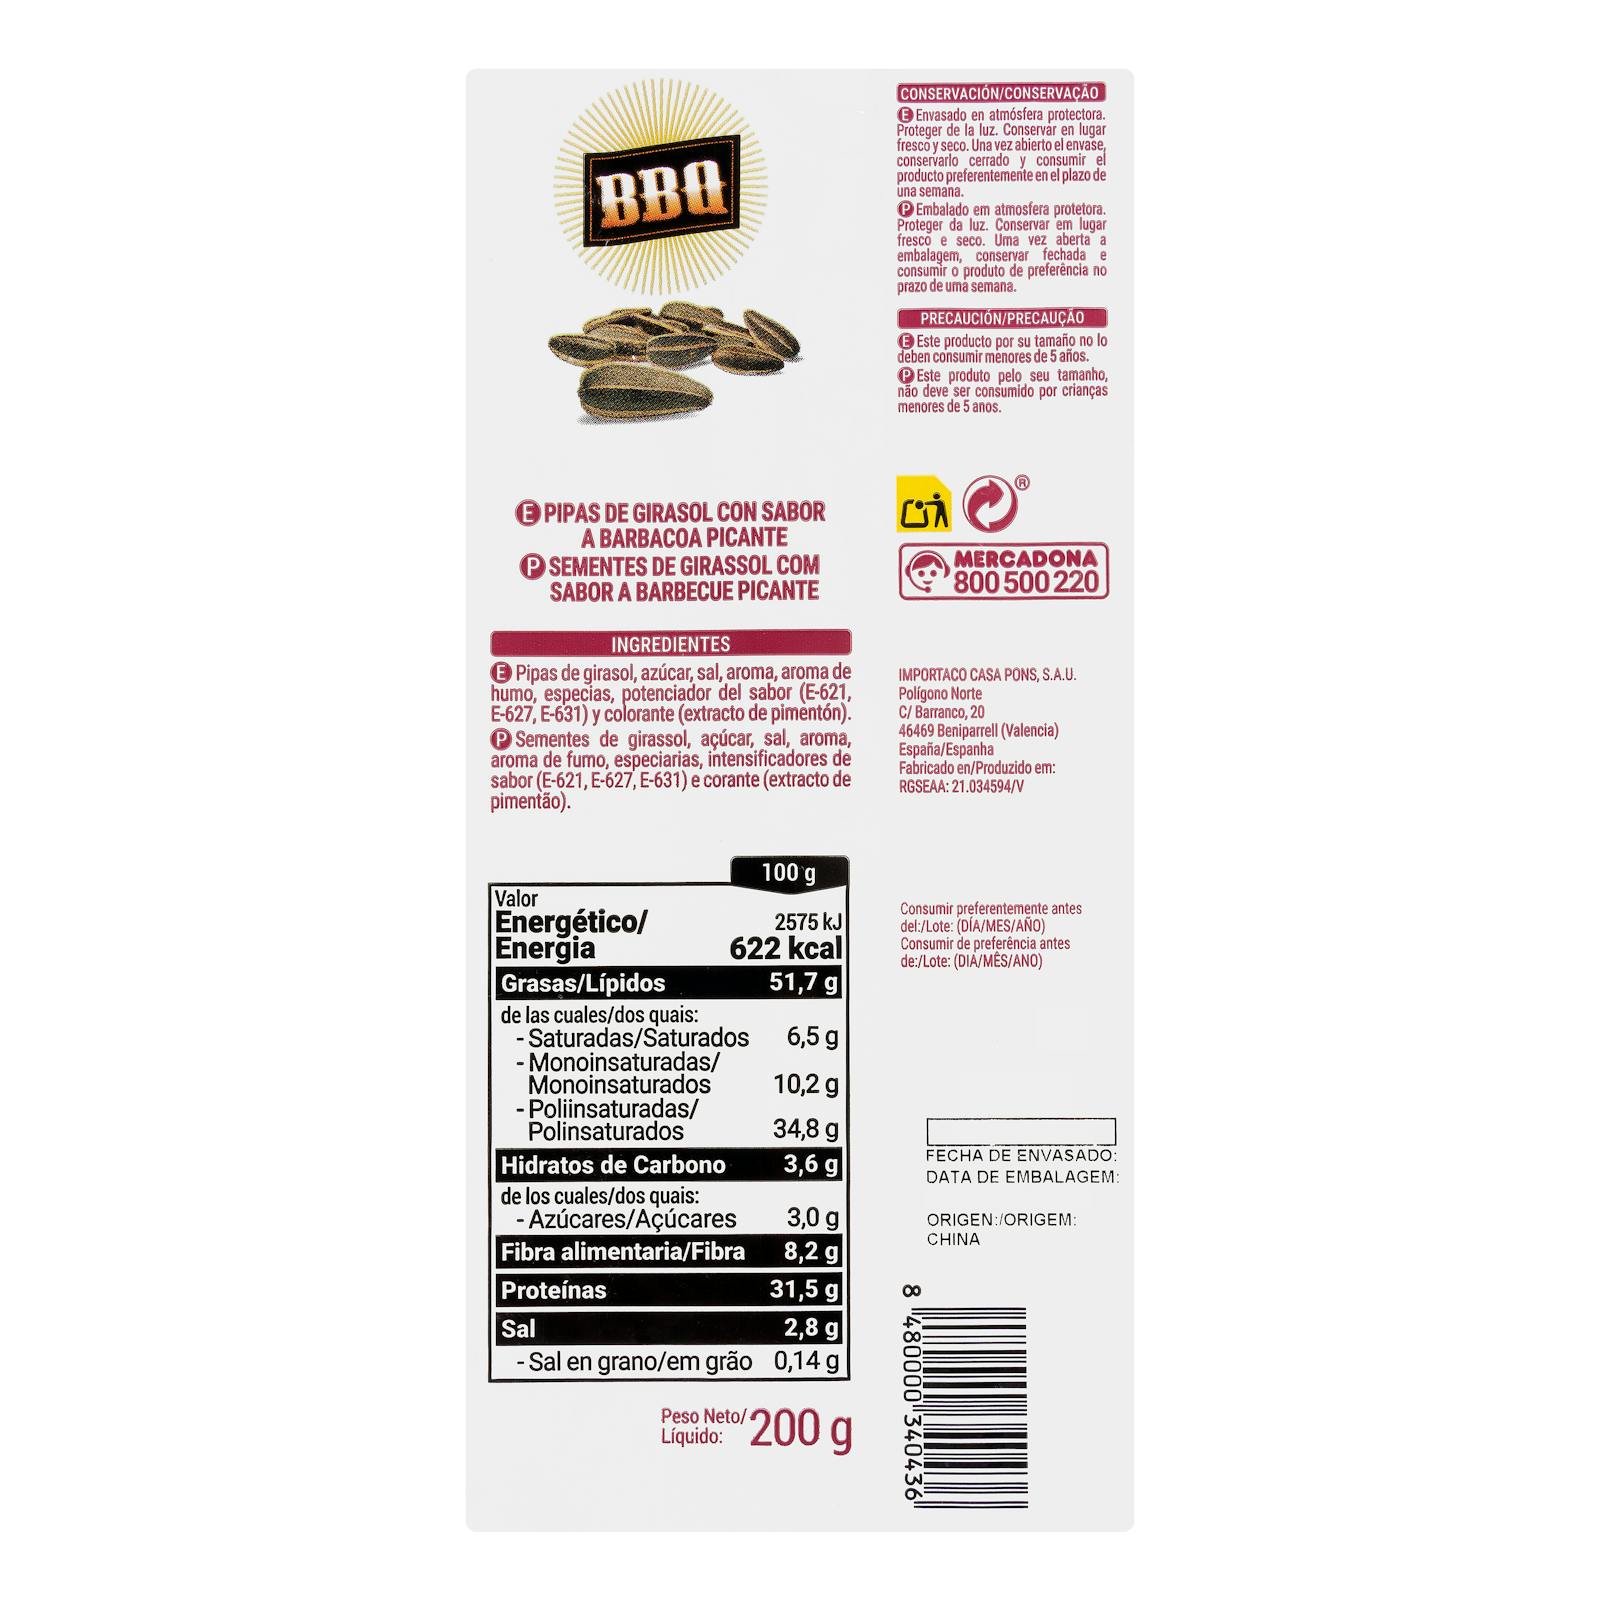 BBQ
E PIPAS DE GIRASOL CON SABOR
A BARBACOA PICANTE
P SEMENTES DE GIRASSOL COM
SABOR A BARBECUE PICANTE
INGREDIENTES
E Pipas de girasol, azúcar, sal, aroma, aroma de
humo, especias, potenciador del sabor (E-621,
E-627, E-631) y colorante (extracto de pimentón).
P Sementes de girassol, açúcar, sal, aroma,
aroma de fumo, especiarias, intensificadores de
sabor (E-621, E-627, E-631) e corante (extracto de
pimentão).
100 g
Valor
Energético/ 2575 kJ
Energia 622 kcal
Grasas/Lípidos 51,7 g
de las cuales/dos quais:
- Saturadas/Saturados 6,5 g
- Monoinsaturadas/
Monoinsaturados 10,2 g
- Poliinsaturadas/
Polinsaturados 34,8 g
Hidratos de Carbono 3,6 g
de los cuales/dos quais:
- Azúcares/Açúcares 3,0 g
Fibra alimentaria/Fibra 8,2 g
Proteínas 31,5 g
Sal 2,8 g
- Sal en grano/em grão 0,14 g
Peso Neto/ 200 g
Líquido:
CONSERVACIÓN/CONSERVAÇÃO
E Envasado en atmósfera protectora.
Proteger de la luz. Conservar en lugar
fresco y seco. Una vez abierto el envase,
conservarlo cerrado y consumir el
producto preferentemente en el plazo de
una semana.
P Embalado em atmosfera protetora.
Proteger da luz. Conservar em lugar
fresco e seco. Uma vez aberta a
embalagem, conservar fechada e
consumir o produto de preferência no
prazo de uma semana.
PRECAUCIÓN/PRECAUÇÃO
E Este producto por su tamaño no lo
deben consumir menores de 5 años.
P Este produto pelo seu tamanho,
não deve ser consumido por crianças
menores de 5 anos.
®
MERCADONA
800 500 220
IMPORTACO CASA PONS, S.A.U.
Polígono Norte
C/ Barranco, 20
46469 Beniparrell (Valencia)
España/Espanha
Fabricado en/Produzido em:
RGSEAA: 21.034594/V
Consumir preferentemente antes
del:/Lote: (DÍA/MES/AÑO)
Consumir de preferência antes
de:/Lote: (DIA/MÊS/ANO)
FECHA DE ENVASADO:
DATA DE EMBALAGEM:
ORIGEN:/ORIGEM:
CHINA
8 480000 340436